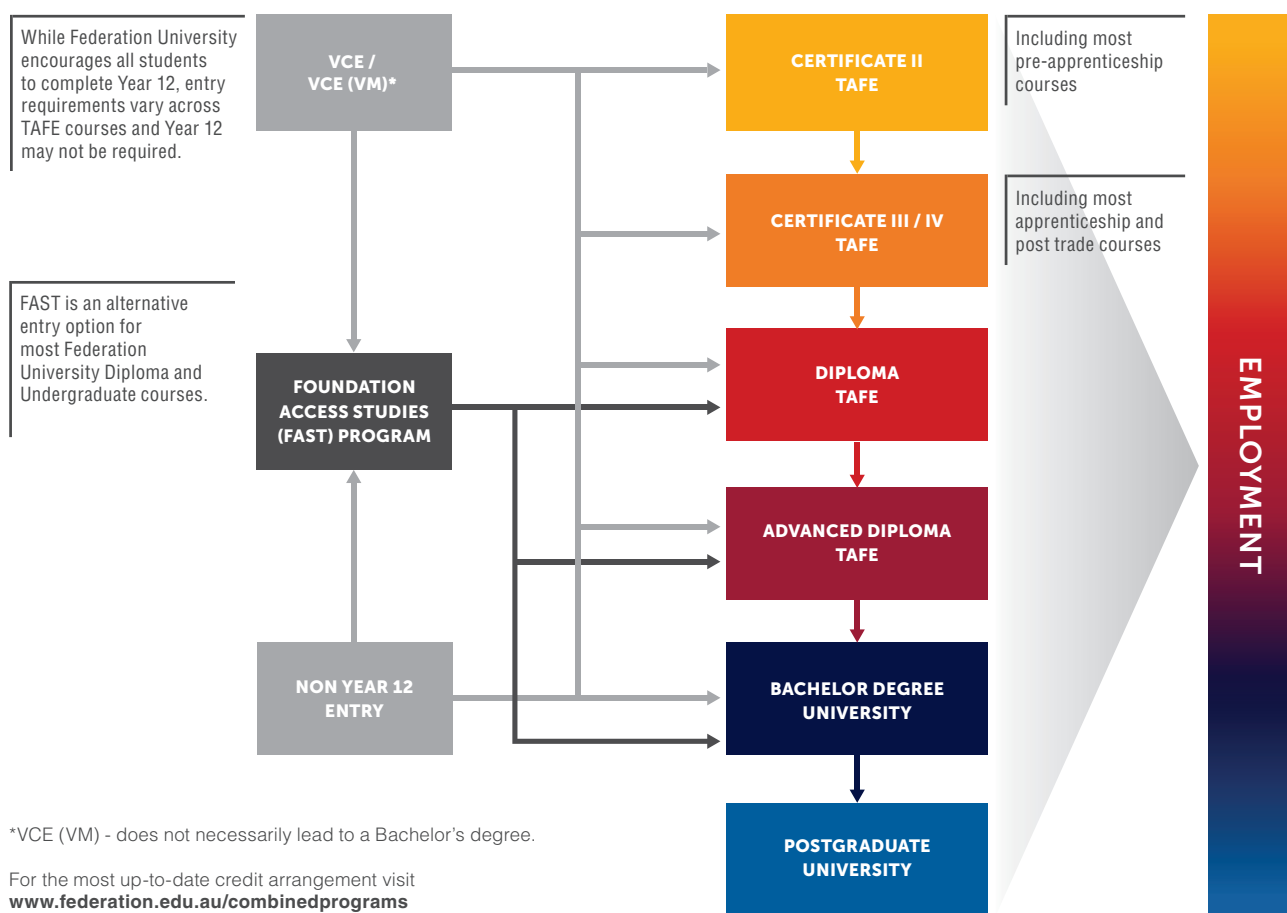 While Federation University
encourages all students
to complete Year 12, entry
requirements vary across
TAFE courses and Year 12
may not be required.
VCE /
VCE (VM)*
CERTIFICATE II
TAFE
Including most
pre-apprenticeship
courses
CERTIFICATE III / IV
TAFE
Including most
apprenticeship and
post trade courses
FAST is an alternative
entry option for
most Federation
University Diploma and
Undergraduate courses.
FOUNDATION
ACCESS STUDIES
(FAST) PROGRAM
DIPLOMA
TAFE
EMPLOYMENT
ADVANCED DIPLOMA
TAFE
NON YEAR 12
ENTRY
BACHELOR DEGREE
UNIVERSITY
POSTGRADUATE
UNIVERSITY
*VCE (VM) - does not necessarily lead to a Bachelor's degree.
For the most up-to-date credit arrangement visit
www.federation.edu.au/combinedprograms